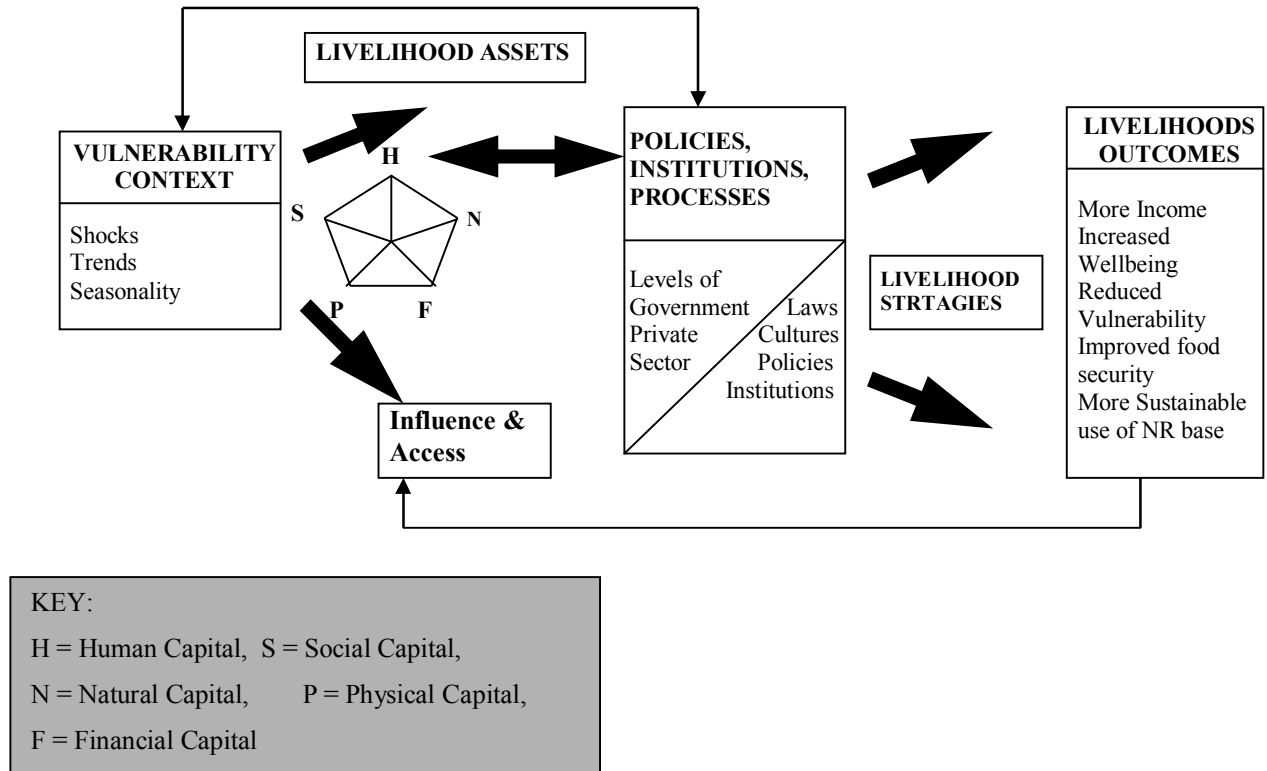 LIVELIHOOD ASSETS
VULNERABILITY
CONTEXT
Shocks
Trends
Seasonality
H
S
N
P
F
Influence &
Access
POLICIES,
INSTITUTIONS,
PROCESSES
Levels of
Government
Private
Sector
Laws
Cultures
Policies
Institutions
LIVELIHOOD
STRTAGIES
LIVELIHOODS
OUTCOMES
More Income
Increased
Wellbeing
Reduced
Vulnerability
Improved food
security
More Sustainable
use of NR base
KEY:
H = Human Capital, S = Social Capital,
N = Natural Capital, P = Physical Capital,
F = Financial Capital